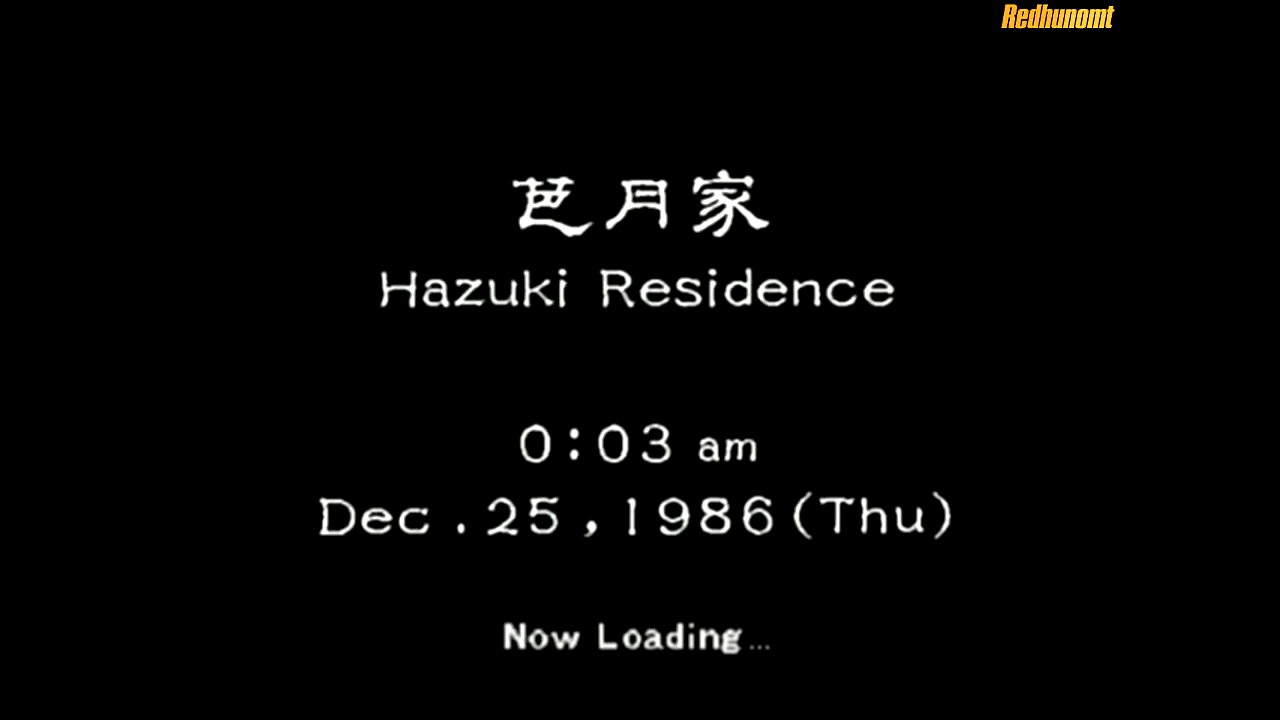 Redhunomt
芭月家
Hazuki Residence
0:03 am
Dec.25,1986(Thu)
Now Loading...